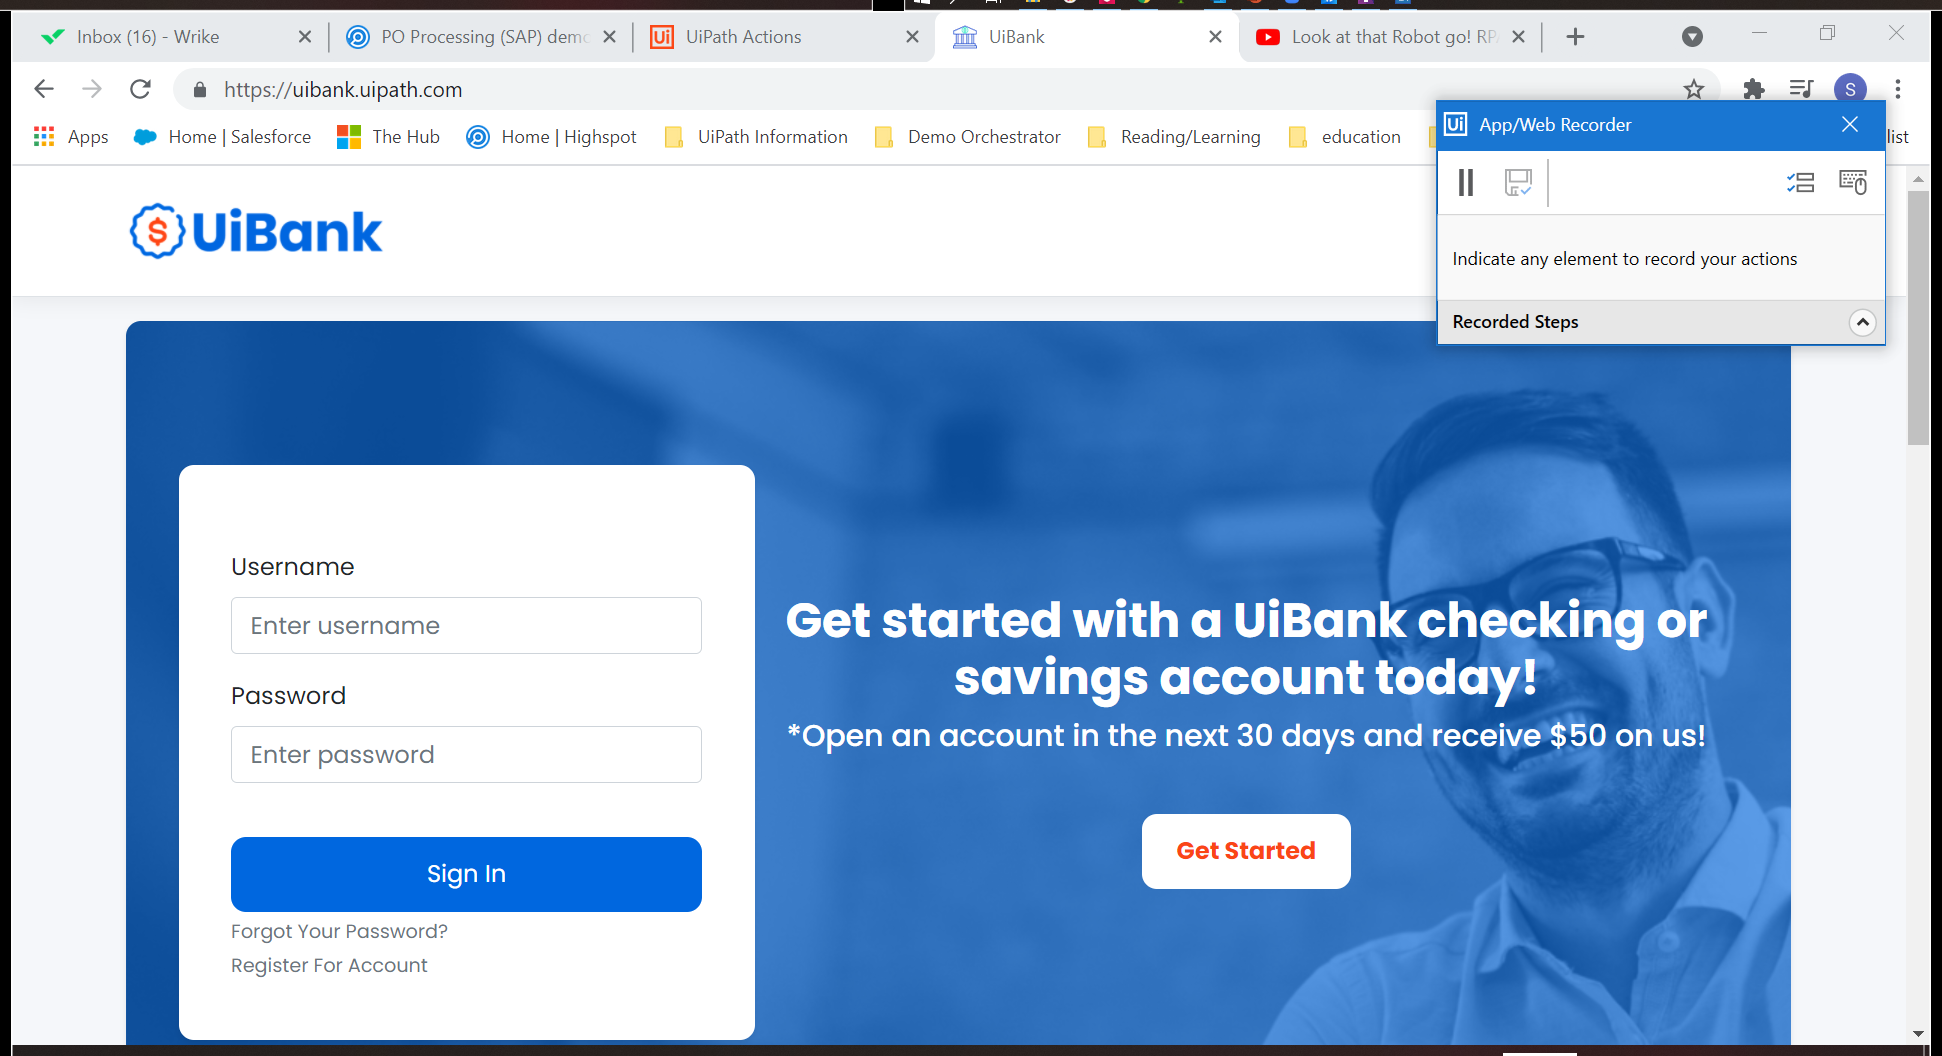 Inbox (16) - Wrike
PO Processing (SAP) demo
UiPath Actions
UiBank
Look at that Robot go! RPA
https://uibank.uipath.com
S
Apps
Home | Salesforce
The Hub
Home | Highspot
UiPath Information
Demo Orchestrator
Reading/Learning
education
list
Ui App/Web Recorder
Indicate any element to record your actions
Recorded Steps
$ UiBank
Username
Enter username
Password
Enter password
Sign In
Forgot Your Password?
Register For Account
Get started with a UiBank checking or
savings account today!
*Open an account in the next 30 days and receive $50 on us!
Get Started